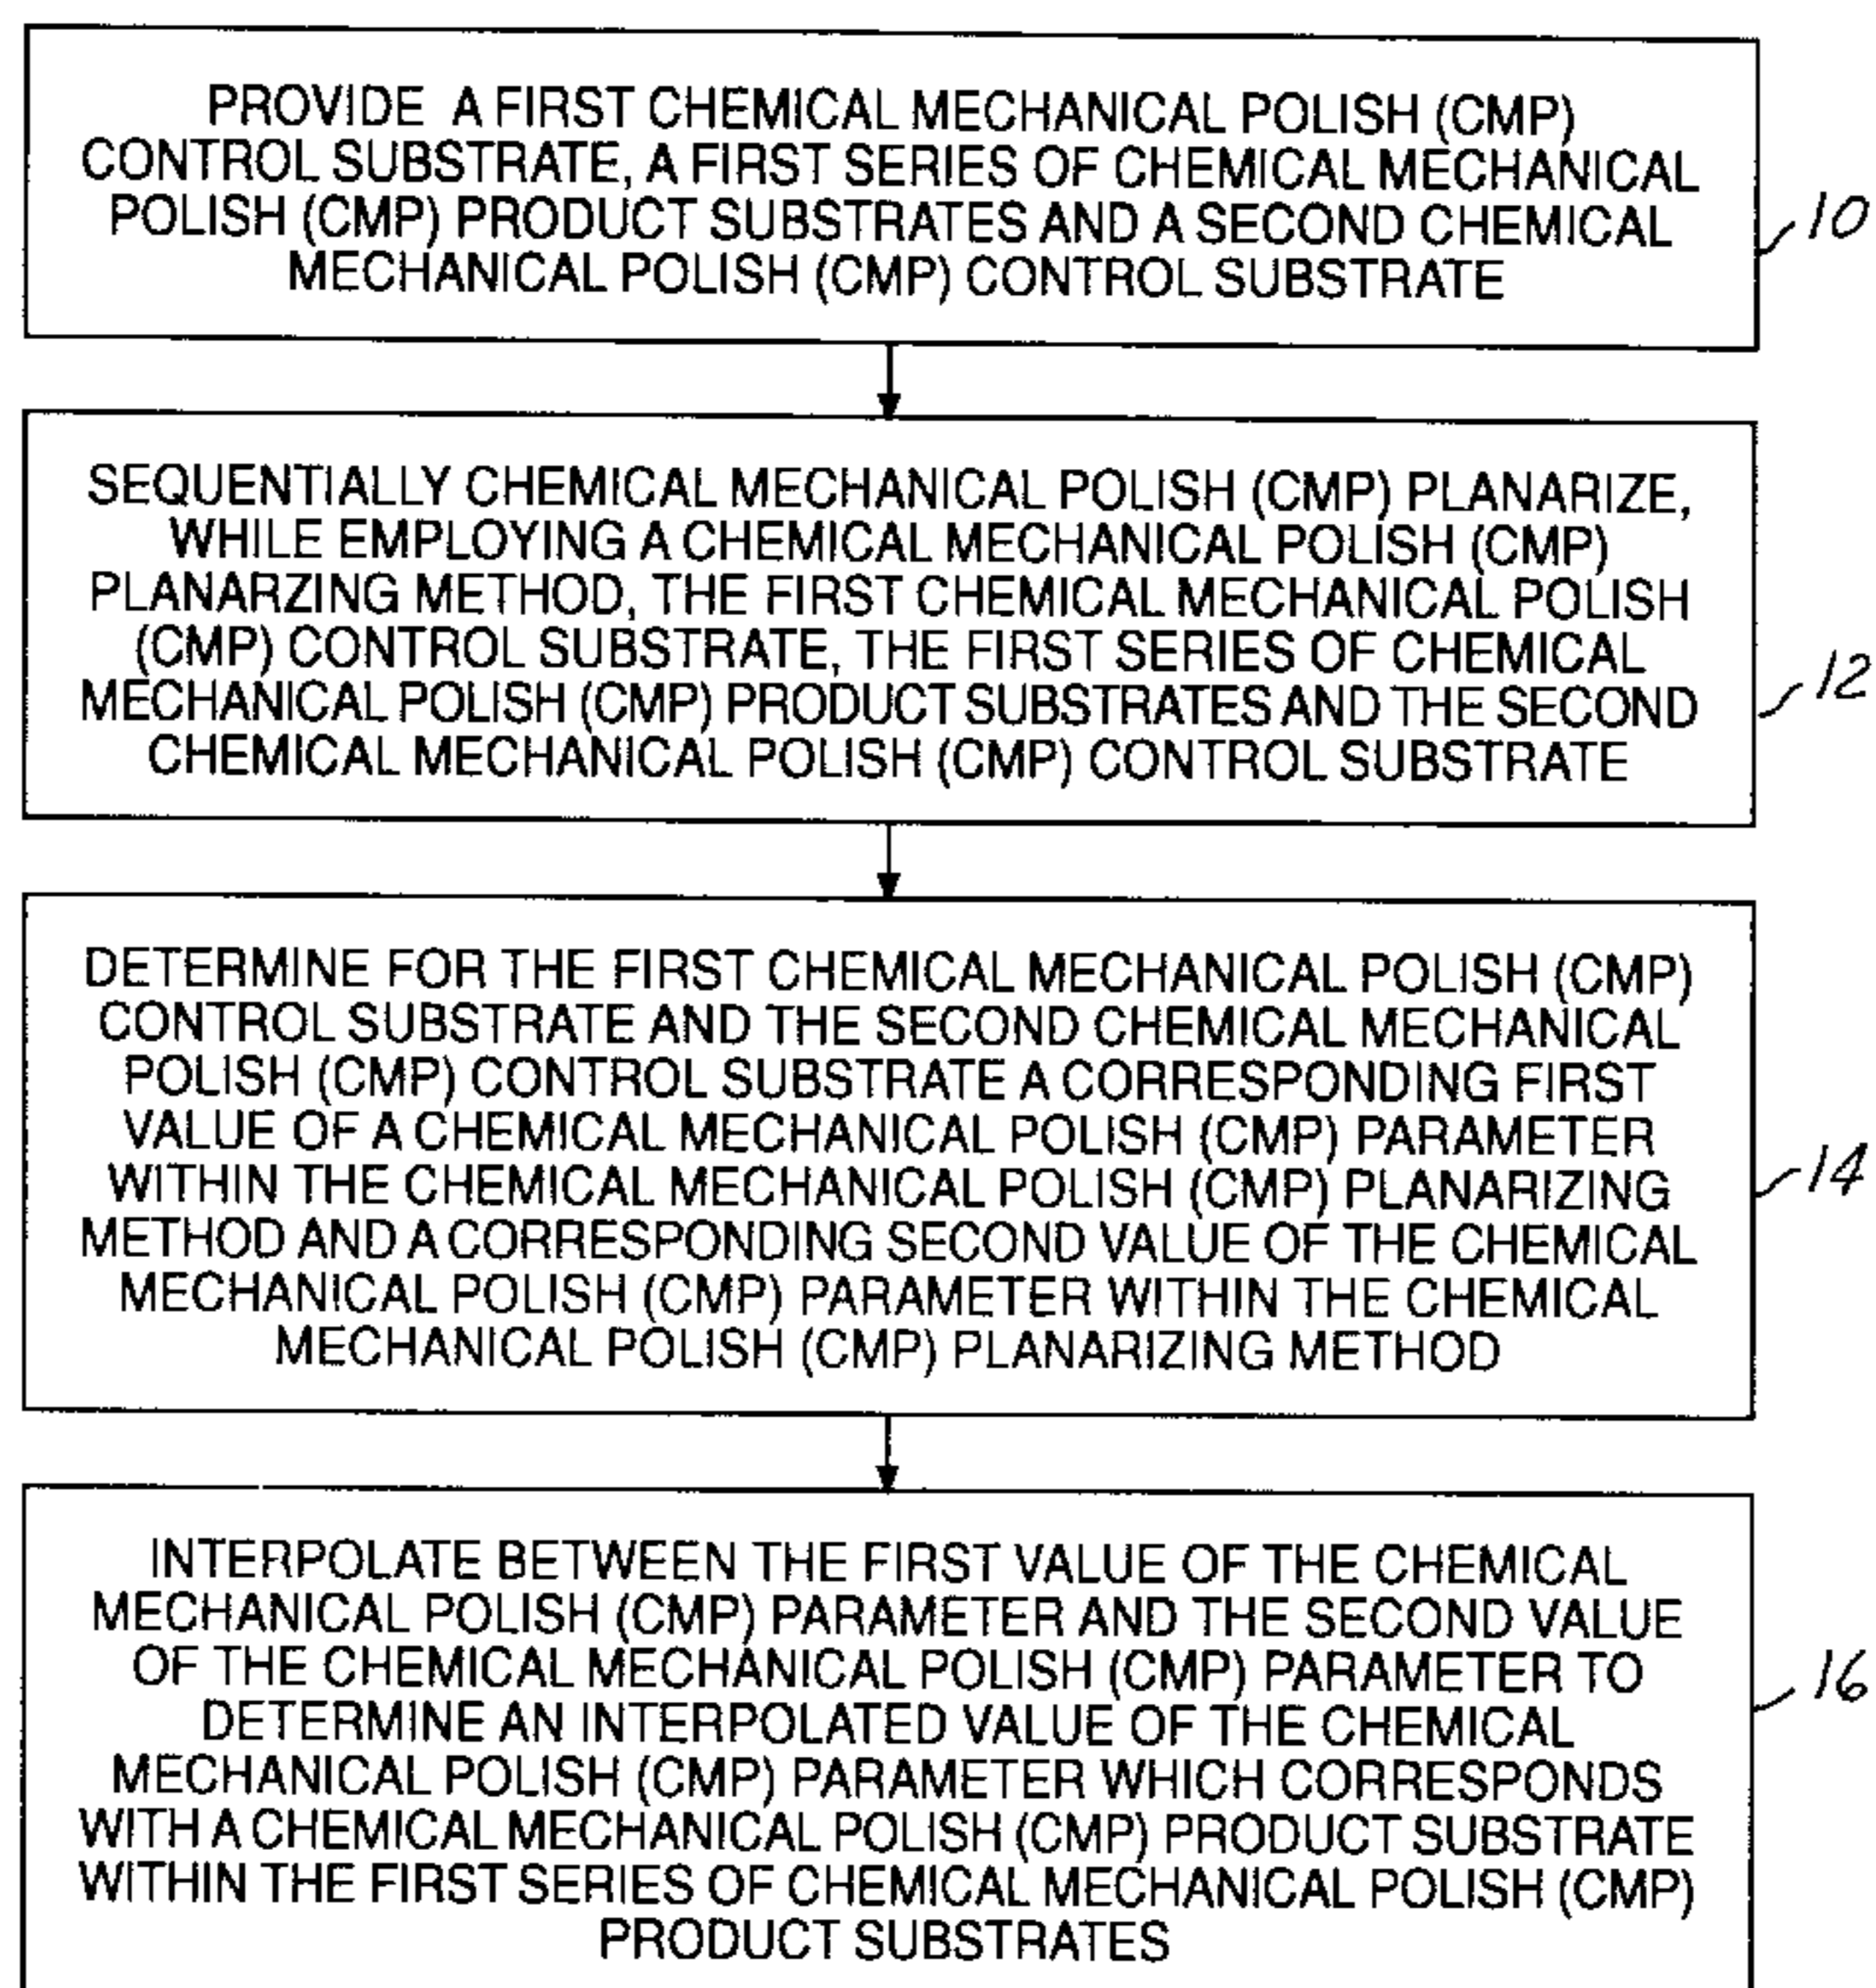 PROVIDE A FIRST CHEMICAL MECHANICAL POLISH (CMP)
CONTROL SUBSTRATE, A FIRST SERIES OF CHEMICAL MECHANICAL
POLISH (CMP) PRODUCT SUBSTRATES AND A SECOND CHEMICAL
MECHANICAL POLISH (CMP) CONTROL SUBSTRATE
10
SEQUENTIALLY CHEMICAL MECHANICAL POLISH (CMP) PLANARIZE,
WHILE EMPLOYING A CHEMICAL MECHANICAL POLISH (CMP)
PLANARZING METHOD, THE FIRST CHEMICAL MECHANICAL POLISH
(CMP) CONTROL SUBSTRATE, THE FIRST SERIES OF CHEMICAL
MECHANICAL POLISH (CMP) PRODUCT SUBSTRATES AND THE SECOND
CHEMICAL MECHANICAL POLISH (CMP) CONTROL SUBSTRATE
12
DETERMINE FOR THE FIRST CHEMICAL MECHANICAL POLISH (CMP)
CONTROL SUBSTRATE AND THE SECOND CHEMICAL MECHANICAL
POLISH (CMP) CONTROL SUBSTRATE A CORRESPONDING FIRST
VALUE OF A CHEMICAL MECHANICAL POLISH (CMP) PARAMETER
WITHIN THE CHEMICAL MECHANICAL POLISH (CMP) PLANARIZING
METHOD AND A CORRESPONDING SECOND VALUE OF THE CHEMICAL
MECHANICAL POLISH (CMP) PARAMETER WITHIN THE CHEMICAL
MECHANICAL POLISH (CMP) PLANARIZING METHOD
14
INTERPOLATE BETWEEN THE FIRST VALUE OF THE CHEMICAL
MECHANICAL POLISH (CMP) PARAMETER AND THE SECOND VALUE
OF THE CHEMICAL MECHANICAL POLISH (CMP) PARAMETER TO
DETERMINE AN INTERPOLATED VALUE OF THE CHEMICAL
MECHANICAL POLISH (CMP) PARAMETER WHICH CORRESPONDS
WITH A CHEMICAL MECHANICAL POLISH (CMP) PRODUCT SUBSTRATE
WITHIN THE FIRST SERIES OF CHEMICAL MECHANICAL POLISH (CMP)
PRODUCT SUBSTRATES
16